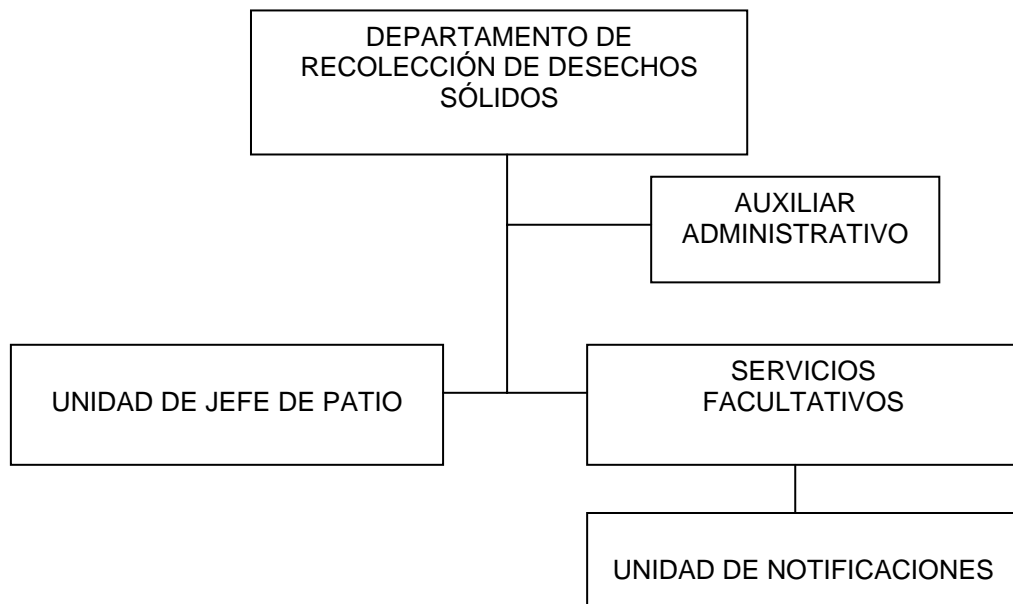 DEPARTAMENTO DE
RECOLECCIÓN DE DESECHOS
SÓLIDOS
AUXILIAR
ADMINISTRATIVO
UNIDAD DE JEFE DE PATIO
SERVICIOS
FACULTATIVOS
UNIDAD DE NOTIFICACIONES